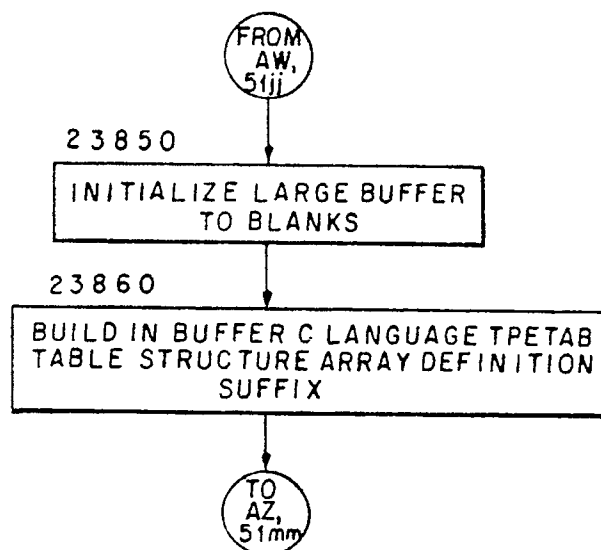 FROM
AW,
51jj
23850
INITIALIZE LARGE BUFFER
TO BLANKS
23860
BUILD IN BUFFER C LANGUAGE TPETAB
TABLE STRUCTURE ARRAY DEFINITION
SUFFIX
TO
AZ,
51mm